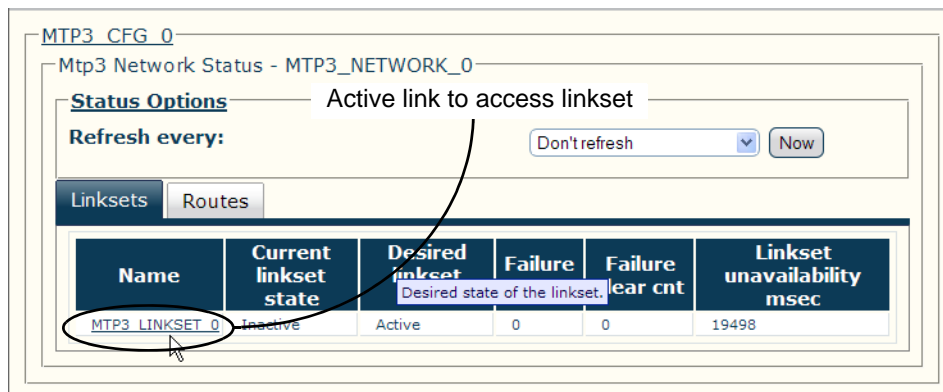 MTP3_CFG_0
Mtp3 Network Status - MTP3_NETWORK_0
Status Options
Active link to access linkset
Refresh every:
Don't refresh
Now
Linksets
Routes
Name
Current linkset state
Desired linkset
Failure
Failure
lear cnt
Linkset unavailability msec
Desired state of the linkset.
MTP3_LINKSET_0
Inactive
Active
0
0
19498